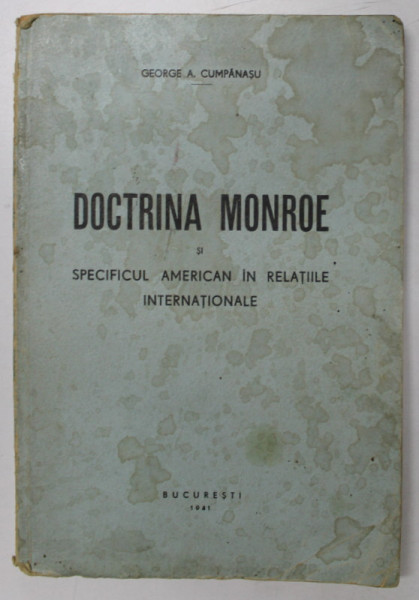 GEORGE A. CUMPĂNAȘU
DOCTRINA MONROE
ȘI
SPECIFICUL AMERICAN ÎN RELAȚIILE
INTERNAȚIONALE
BUCUREȘTI
1941